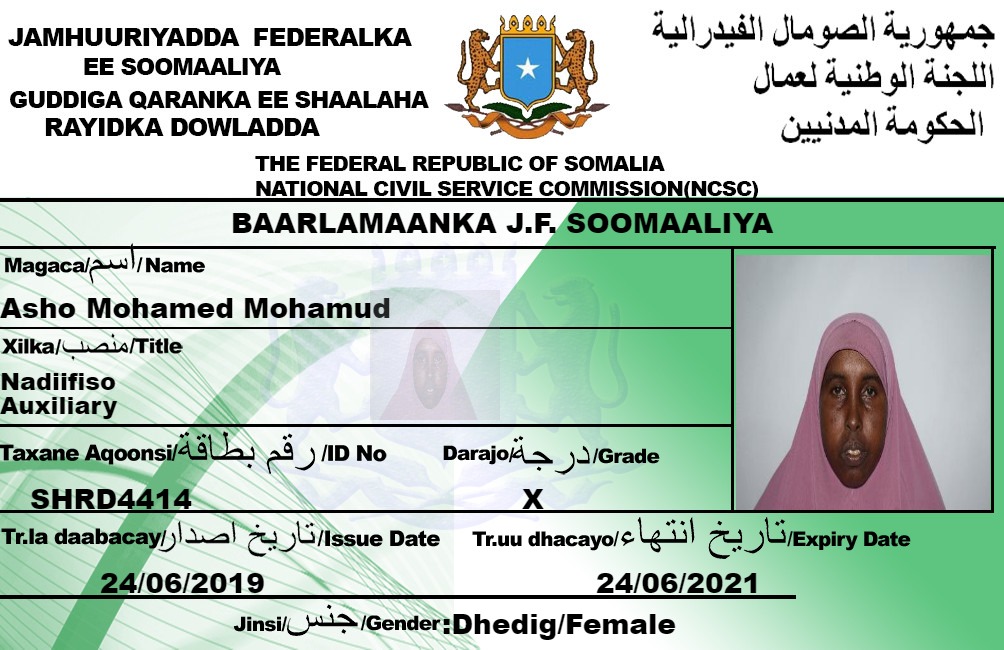 JAMHUURIYADDA FEDERALKA
EE SOOMAALIYA
GUDDIGA QARANKA EE SHAALAHA
RAYIDKA DOWLADDA
جمهورية الصومال الفيدرالية
اللجنة الوطنية لعمال
الحكومة المدنيين
THE FEDERAL REPUBLIC OF SOMALIA
NATIONAL CIVIL SERVICE COMMISSION(NCSC)
BAARLAMAANKA J.F. SOOMAALIYA
Magaca/اسم/Name
Asho Mohamed Mohamud
Xilka/منصب/Title
Nadiifiso
Auxiliary
Taxane Aqoonsi/رقم بطاقة/ID No
SHRD4414
Darajo/درجة/Grade
X
Tr.la daabacay/تاريخ اصدار/Issue Date
24/06/2019
Tr.uu dhacayo/تاريخ انتهاء/Expiry Date
24/06/2021
Jinsi/جنس/Gender:Dhedig/Female